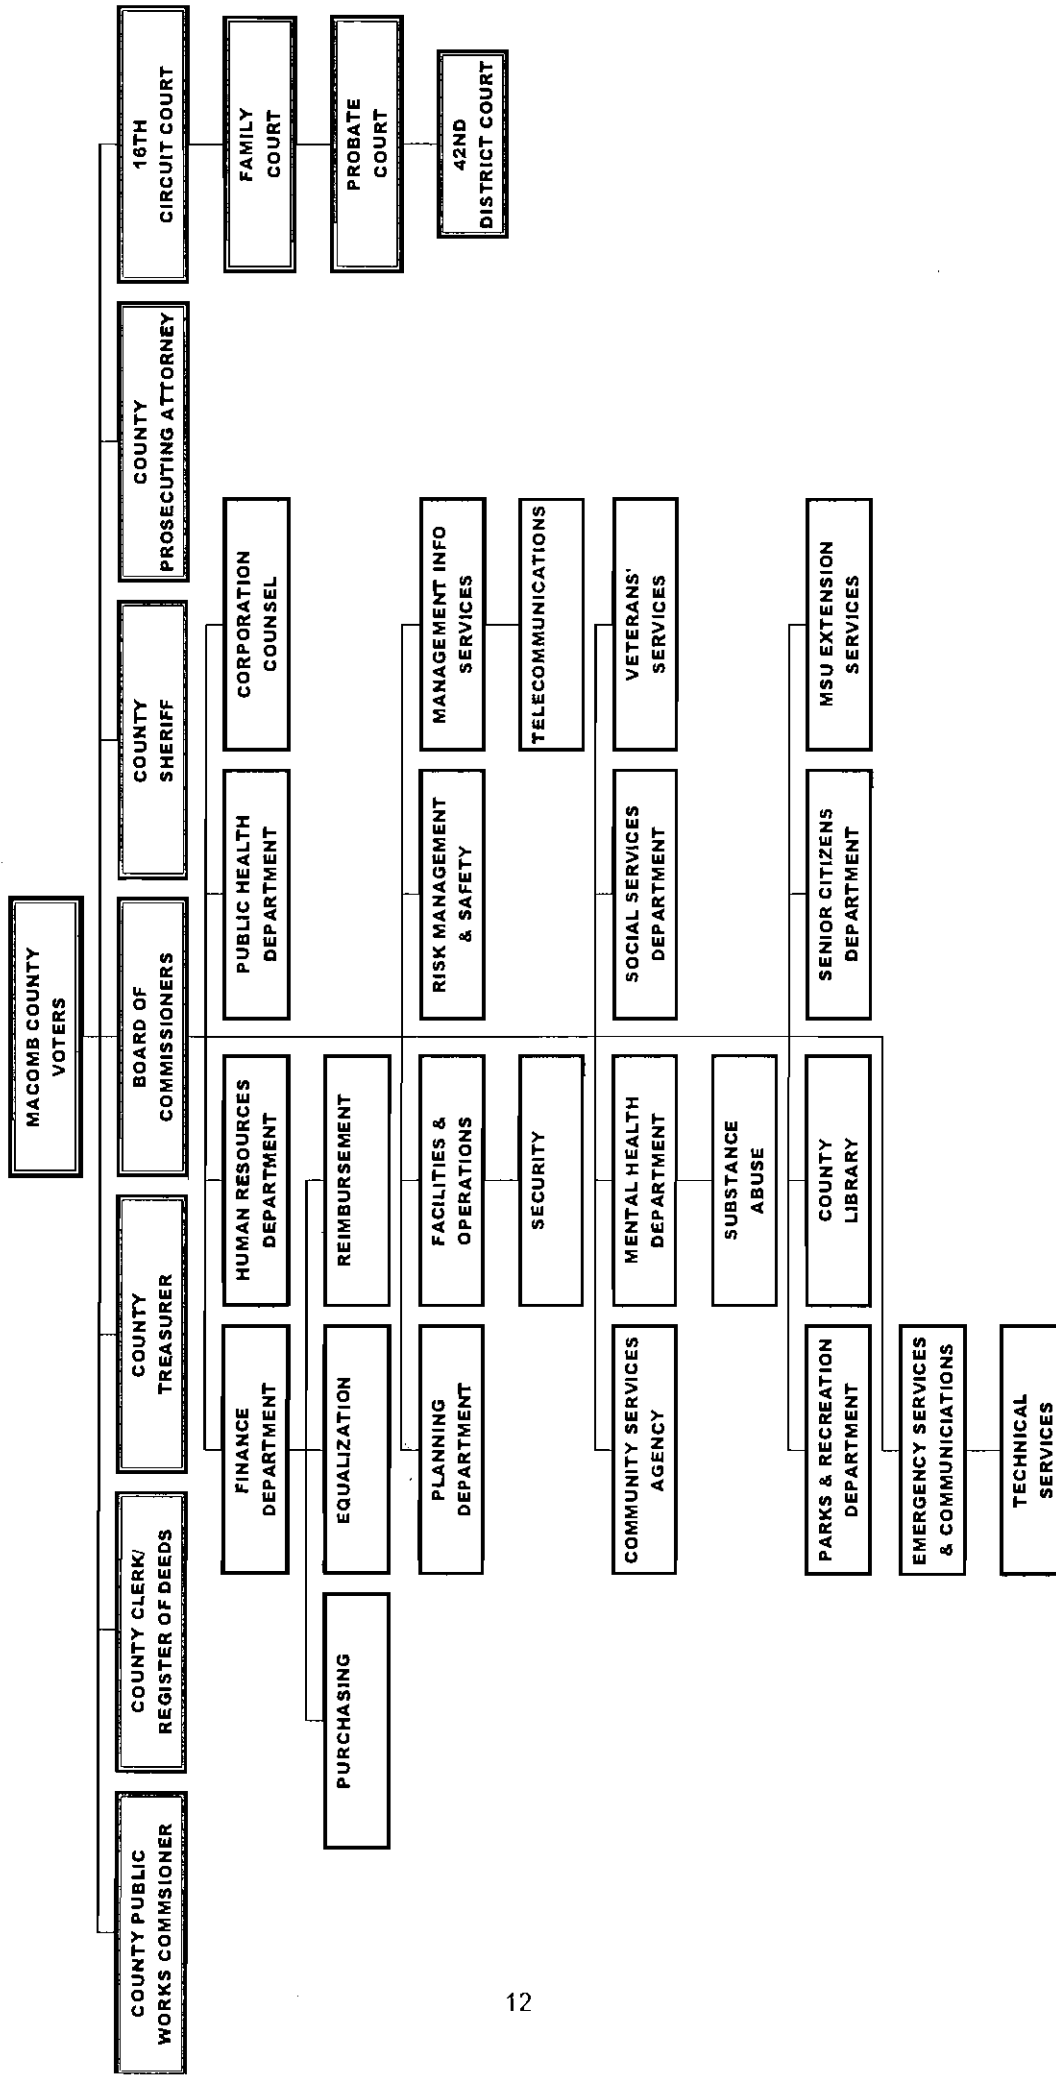 MACOMB COUNTY
VOTERS
COUNTY PUBLIC
WORKS COMMSIONER
COUNTY CLERK/
REGISTER OF DEEDS
COUNTY
TREASURER
BOARD OF
COMMISSIONERS
COUNTY
SHERIFF
COUNTY
PROSECUTING ATTORNEY
16TH
CIRCUIT COURT
FINANCE
DEPARTMENT
HUMAN RESOURCES
DEPARTMENT
PUBLIC HEALTH
DEPARTMENT
CORPORATION
COUNSEL
FAMILY
COURT
PURCHASING
EQUALIZATION
REIMBURSEMENT
PROBATE
COURT
PLANNING
DEPARTMENT
FACILITIES &
OPERATIONS
RISK MANAGEMENT
& SAFETY
MANAGEMENT INFO
SERVICES
42ND
DISTRICT COURT
SECURITY
TELECOMMUNICATIONS
COMMUNITY SERVICES
AGENCY
MENTAL HEALTH
DEPARTMENT
SOCIAL SERVICES
DEPARTMENT
VETERANS'
SERVICES
SUBSTANCE
ABUSE
PARKS & RECREATION
DEPARTMENT
COUNTY
LIBRARY
SENIOR CITIZENS
DEPARTMENT
MSU EXTENSION
SERVICES
EMERGENCY SERVICES
& COMMUNICIATIONS
TECHNICAL
SERVICES
12